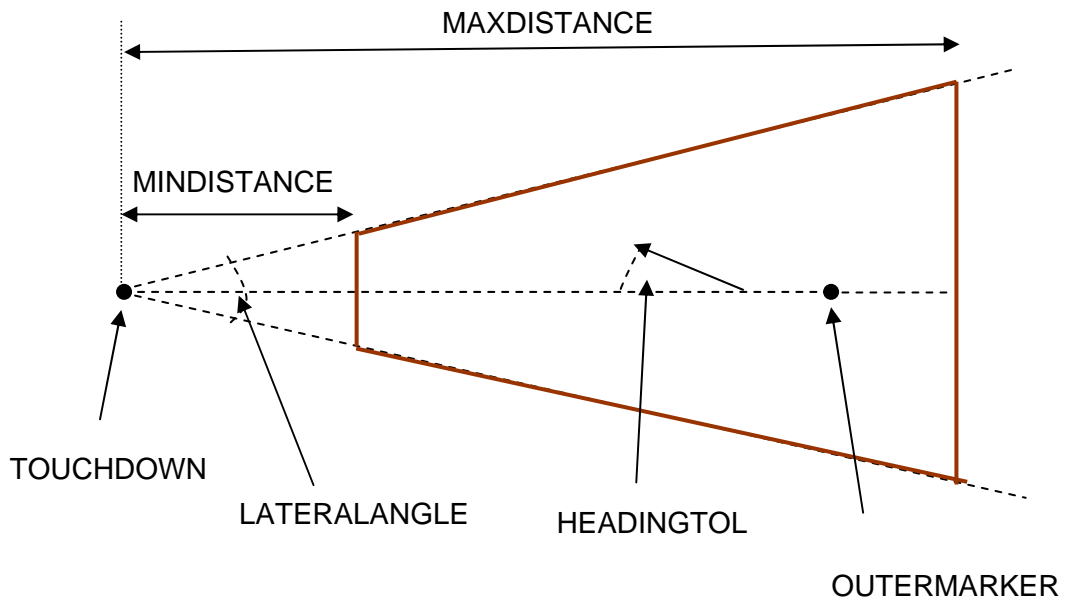 MAXDISTANCE
MINDISTANCE
TOUCHDOWN
LATERALANGLE
HEADINGTOL
OUTERMARKER